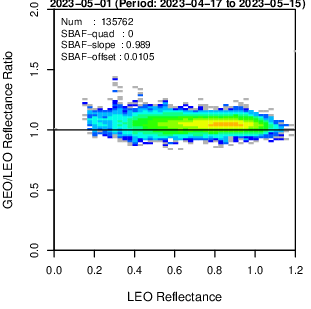 2023-05-01 (Period: 2023-04-17 to 2023-05-15)
Num : 135762
SBAF-quad : 0
SBAF-slope : 0.989
SBAF-offset : 0.0105
GEO/LEO Reflectance Ratio
2.0
1.5
1.0
0.5
0.0
0.0 0.2 0.4 0.6 0.8 1.0 1.2
LEO Reflectance